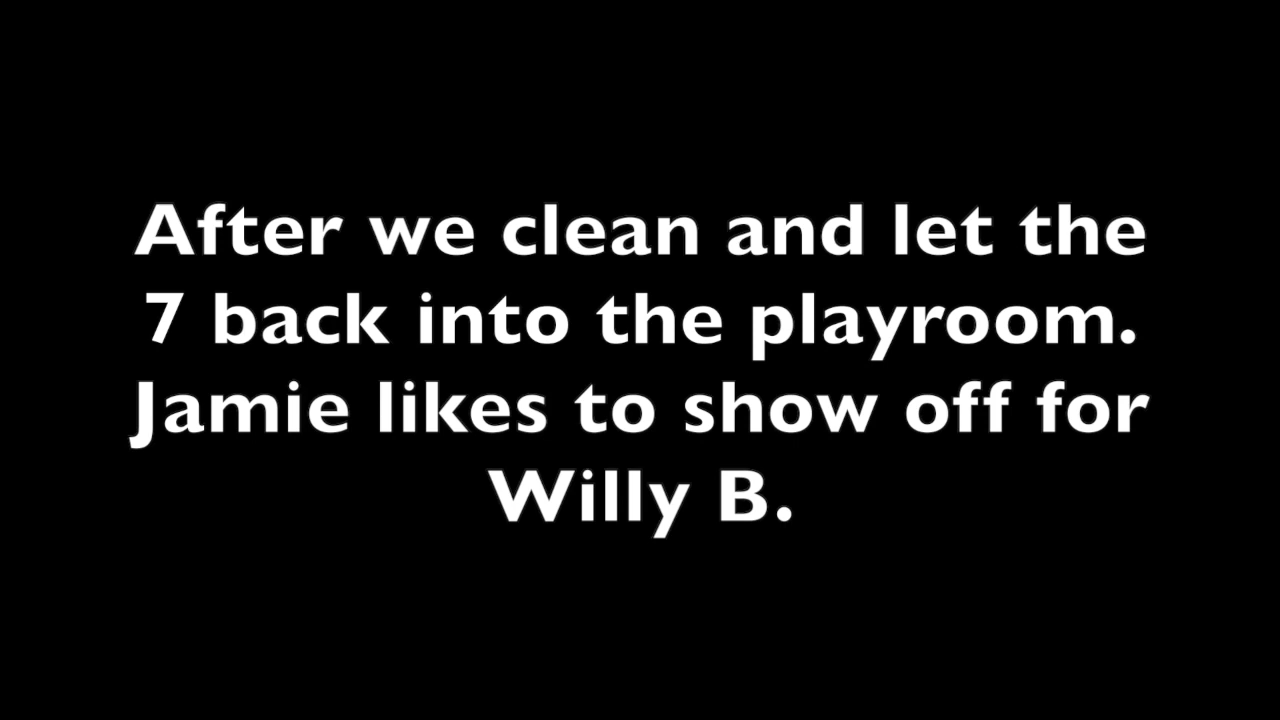 After we clean and let the
7 back into the playroom.
Jamie likes to show off for
Willy B.